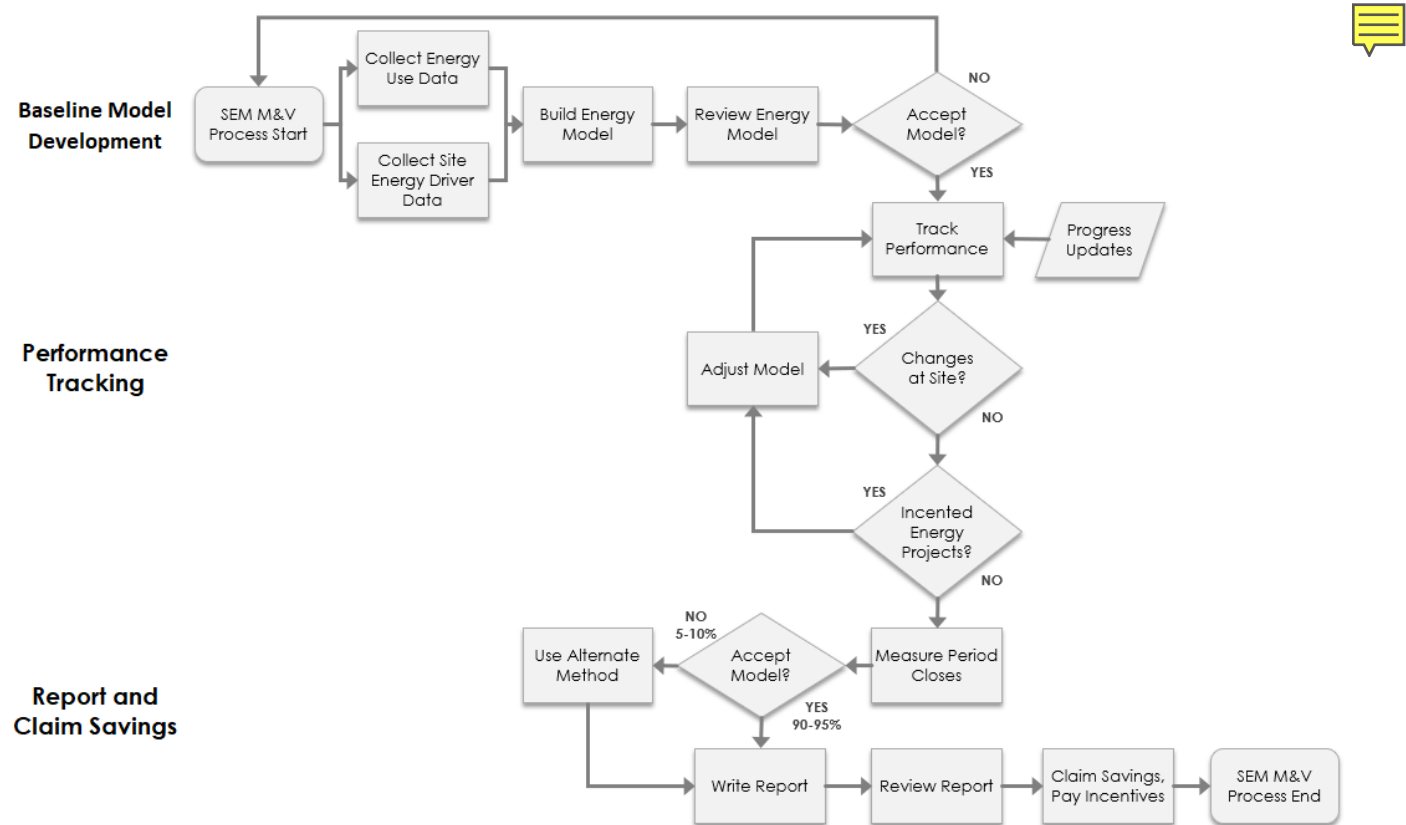 Baseline Model
Development
SEM M&V
Process Start
Collect Energy
Use Data
Collect Site
Energy Driver
Data
Build Energy
Model
Review Energy
Model
Accept
Model?
NO
YES
Track
Performance
Progress
Updates
Performance
Tracking
Adjust Model
YES
Changes
at Site?
NO
YES
Incented
Energy
Projects?
NO
Report and
Claim Savings
Use Alternate
Method
NO
5-10%
Accept
Model?
YES
90-95%
Measure Period
Closes
Write Report
Review Report
Claim Savings,
Pay Incentives
SEM M&V
Process End